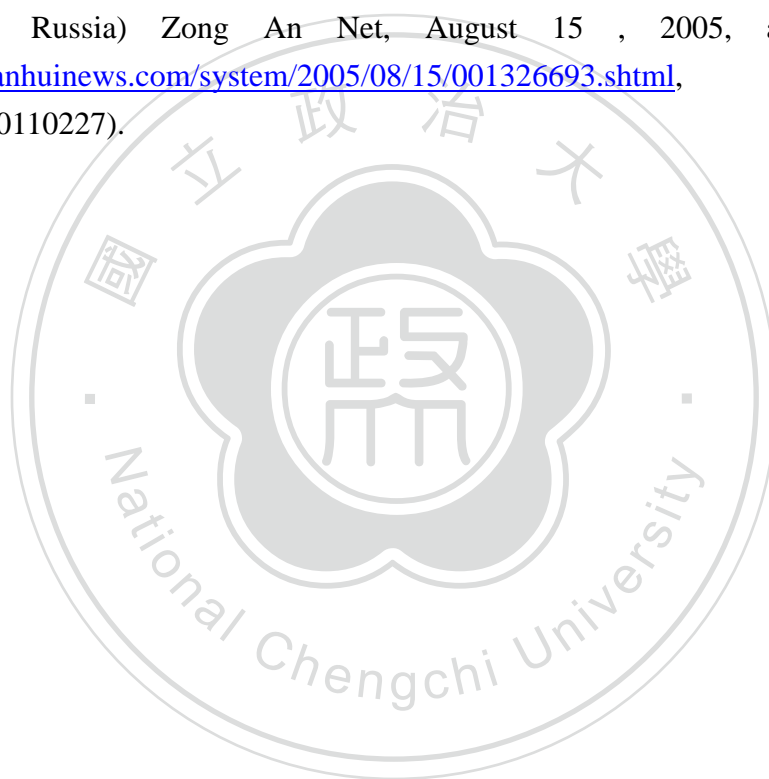 Russia) Zong An Net, August 15 , 2005, a
anhuinews.com/system/2005/08/15/001326693.shtml,
0110227).
國立政治大學
政
National Chengchi University